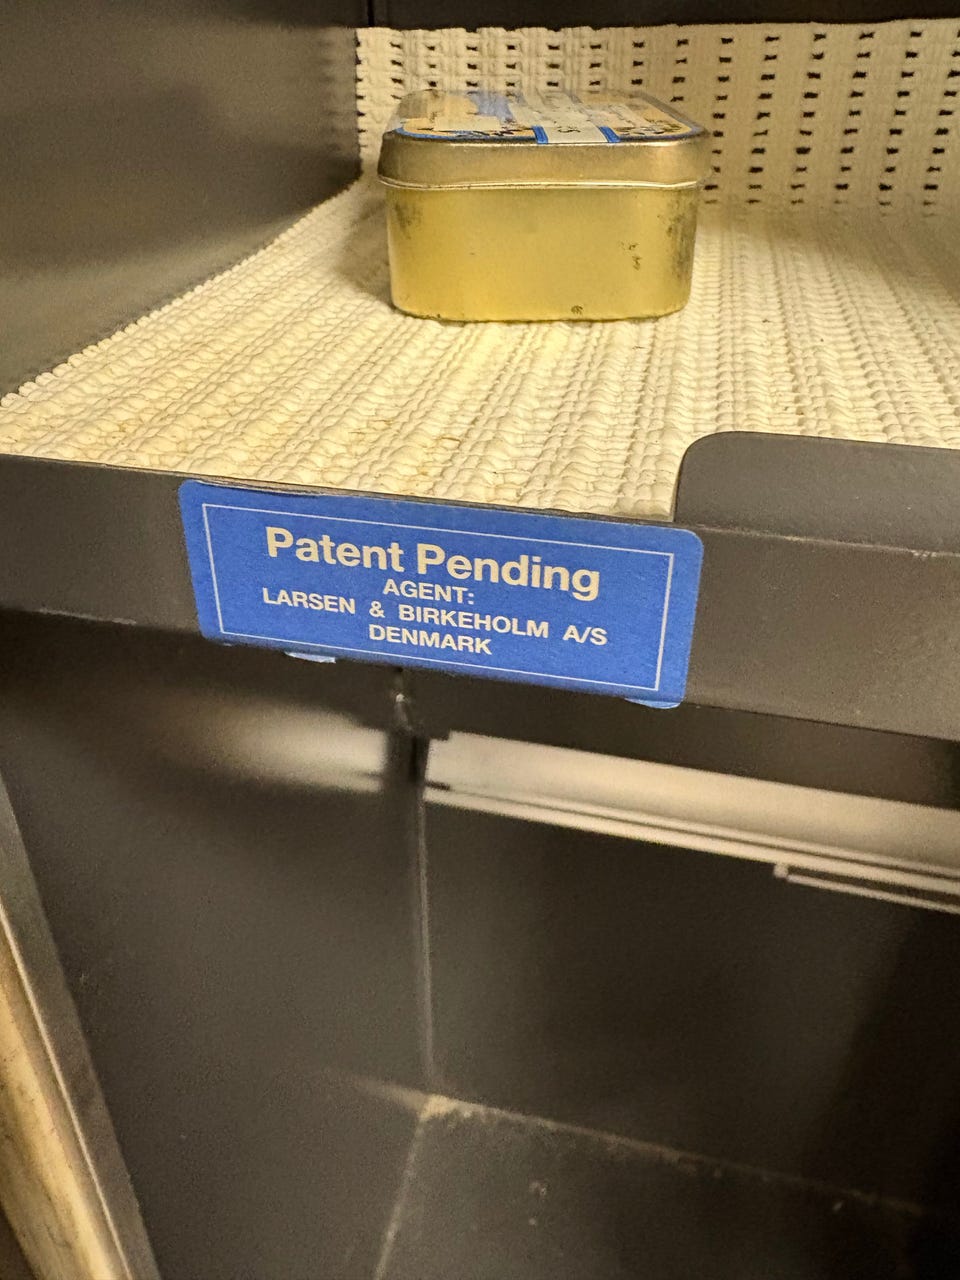 Patent Pending
AGENT:
LARSEN & BIRKEHOLM A/S
DENMARK